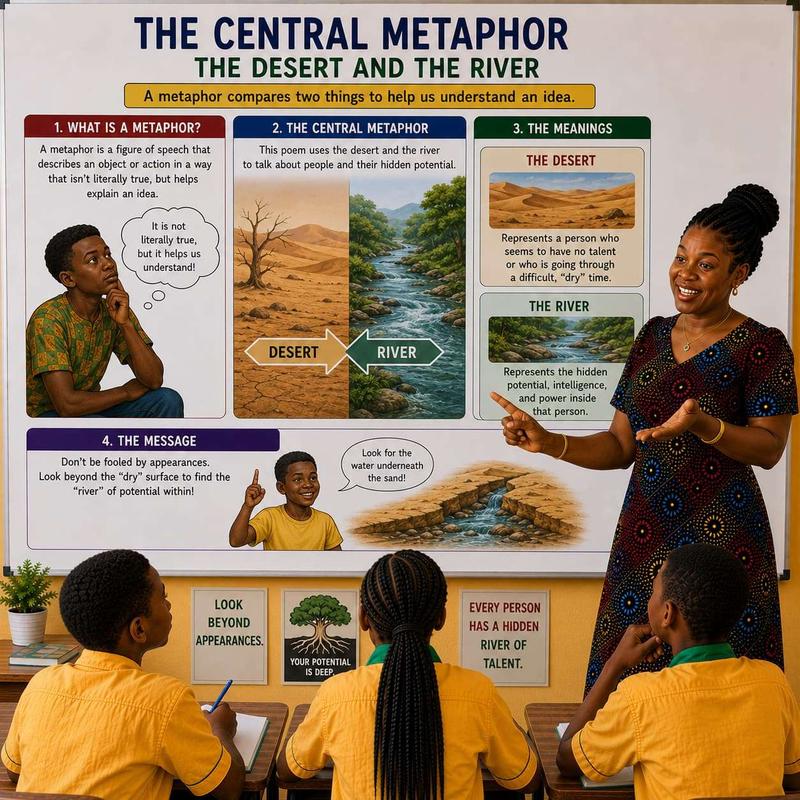 THE CENTRAL METAPHOR
THE DESERT AND THE RIVER
A metaphor compares two things to help us understand an idea.
1. WHAT IS A METAPHOR?
A metaphor is a figure of speech that
describes an object or action in a way
that isn't literally true, but helps
explain an idea.
It is not
literally true,
but it helps us
understand!
2. THE CENTRAL METAPHOR
This poem uses the desert and the river
to talk about people and their hidden potential.
DESERT
RIVER
3. THE MEANINGS
THE DESERT
Represents a person who
seems to have no talent
or who is going through
a difficult, "dry" time.
THE RIVER
Represents the hidden
potential, intelligence,
and power inside
that person.
4. THE MESSAGE
Don't be fooled by appearances.
Look beyond the "dry" surface to find the
"river" of potential within!
Look for the
water underneath
the sand!
LOOK
BEYOND
APPEARANCES.
YOUR POTENTIAL
IS DEEP.
EVERY PERSON
HAS A HIDDEN
RIVER OF
TALENT.